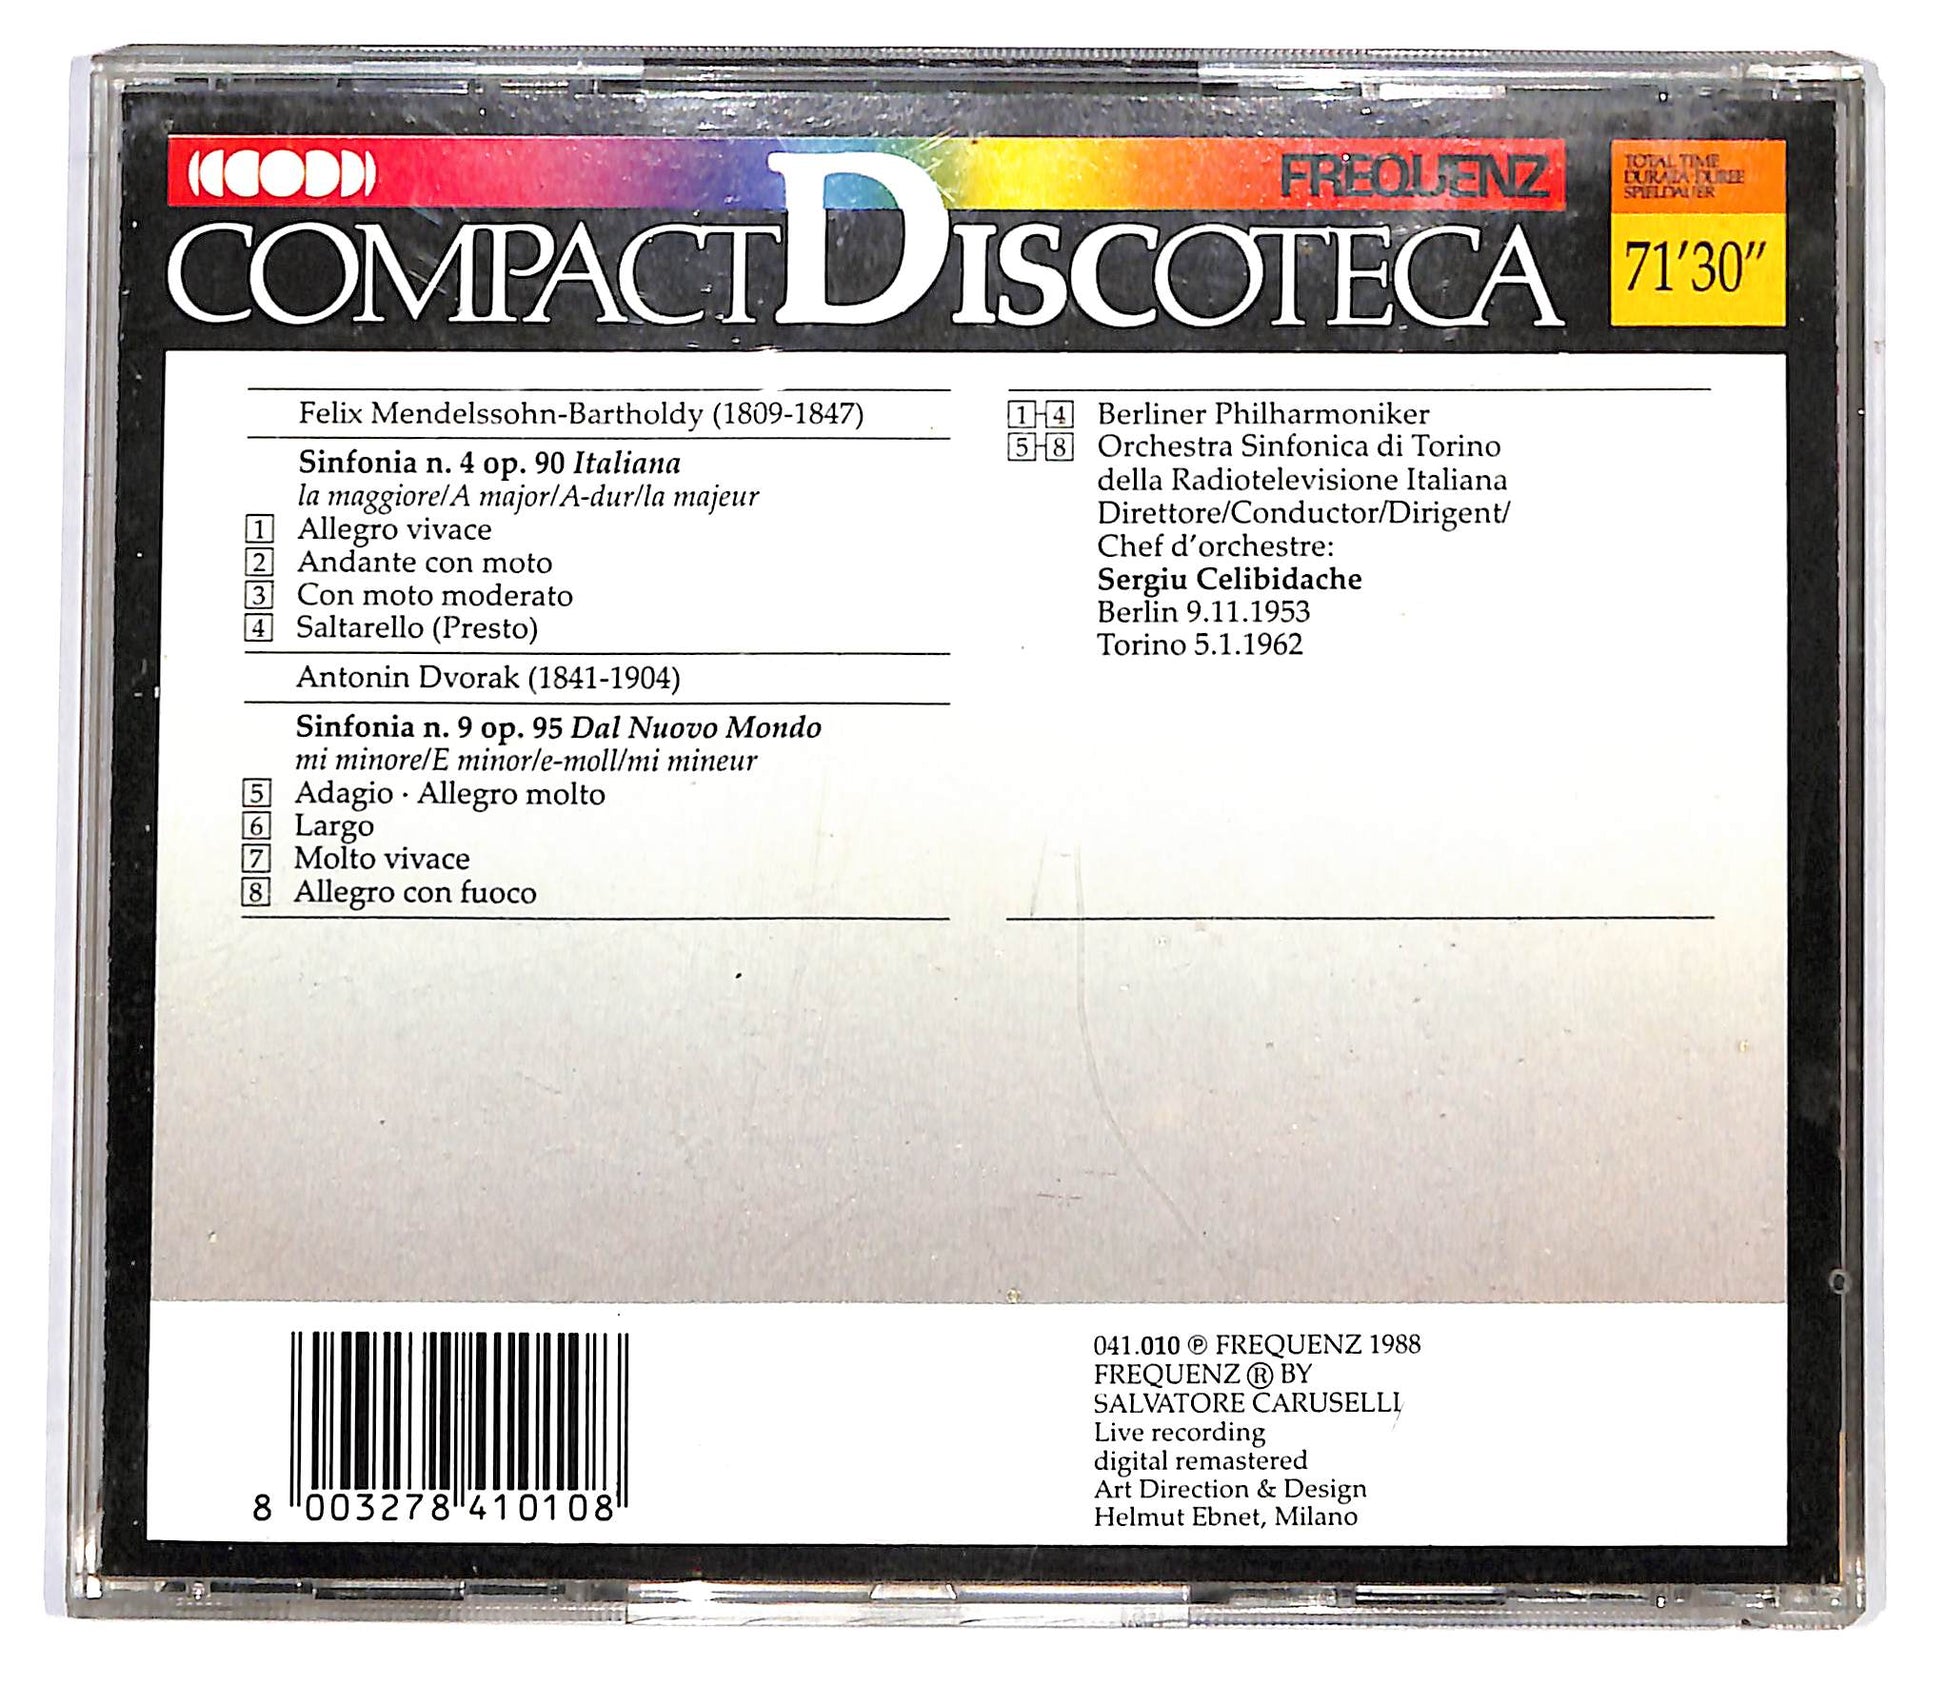 FREQUENZ
COMPACT DISCOTECA
TOTAL TIME
DURATA DUREE
SPIELDAUER
71'30"
Felix Mendelssohn-Bartholdy (1809-1847)
Sinfonia n. 4 op. 90 Italiana
la maggiore/A major/A-dur/la majeur
1 Allegro vivace
2 Andante con moto
3 Con moto moderato
4 Saltarello (Presto)
Antonin Dvorak (1841-1904)
Sinfonia n. 9 op. 95 Dal Nuovo Mondo
mi minore/E minor/e-moll/mi mineur
5 Adagio · Allegro molto
6 Largo
7 Molto vivace
8 Allegro con fuoco
1-4 Berliner Philharmoniker
5-8 Orchestra Sinfonica di Torino
della Radiotelevisione Italiana
Direttore/Conductor/Dirigent/
Chef d'orchestre:
Sergiu Celibidache
Berlin 9.11.1953
Torino 5.1.1962
8 003278 410108
041.010 ℗ FREQUENZ 1988
FREQUENZ ® BY
SALVATORE CARUSELLI
Live recording
digital remastered
Art Direction & Design
Helmut Ebnet, Milano